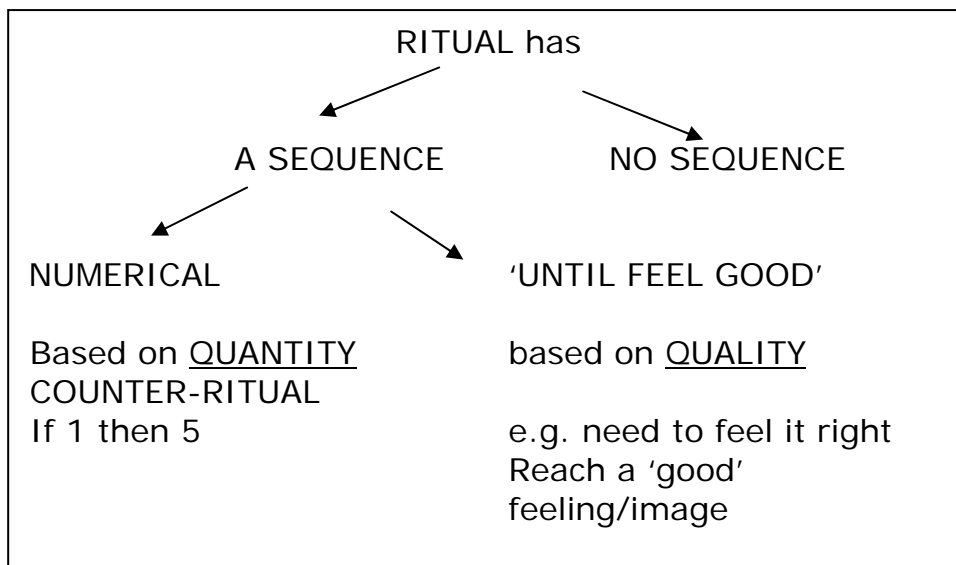 RITUAL has
A SEQUENCE
NO SEQUENCE
NUMERICAL
Based on QUANTITY
COUNTER-RITUAL
If 1 then 5
‘UNTIL FEEL GOOD’
based on QUALITY
e.g. need to feel it right
Reach a ‘good’
feeling/image